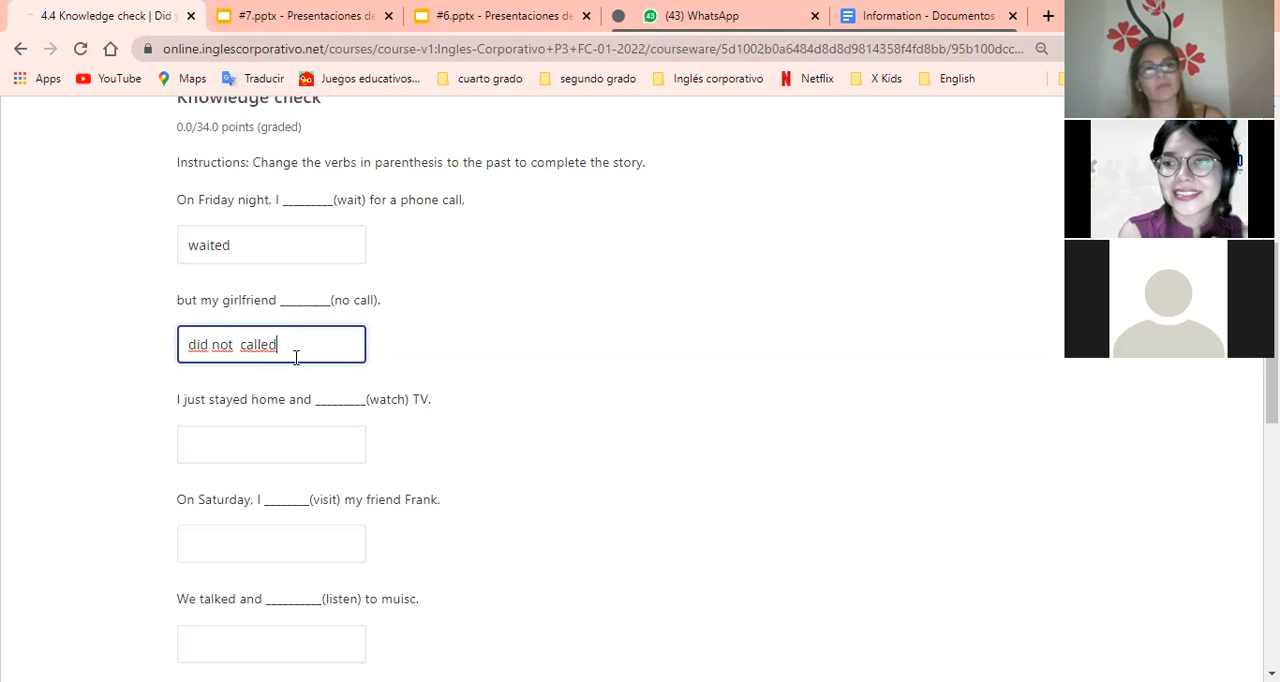 4.4 Knowledge check | Did y
#7.pptx - Presentaciones de
#6.pptx - Presentaciones de
43 (43) WhatsApp
Information - Documentos
online.inglescorporativo.net/courses/course-v1:Ingles-Corporativo+P3+FC-01-2022/courseware/5d1002b0a6484d8d8d9814358f4fd8bb/95b100dcc...
Apps YouTube Maps Traducir Juegos educativos... cuarto grado segundo grado Inglés corporativo Netflix X Kids English
Knowledge check
0.0/34.0 points (graded)
Instructions: Change the verbs in parenthesis to the past to complete the story.
On Friday night, I _________(wait) for a phone call,
waited
but my girlfriend _________(no call).
did not called
I just stayed home and _________(watch) TV.
On Saturday, I ________(visit) my friend Frank.
We talked and __________(listen) to muisc.